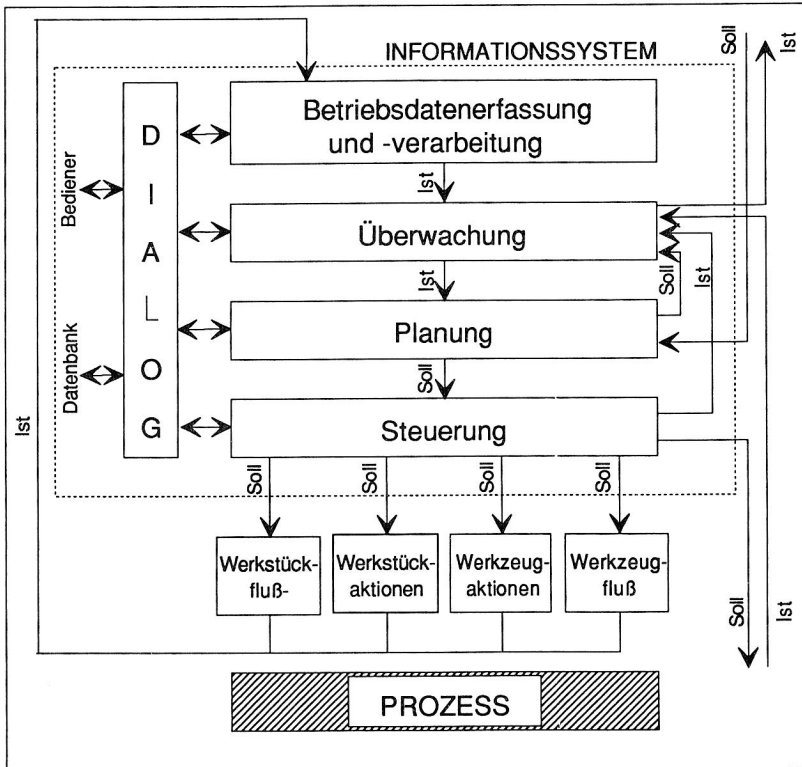 INFORMATIONSSYSTEM
Soll
Ist
D
I
A
L
O
G
Betriebsdatenerfassung
und -verarbeitung
Ist
Bediener
Überwachung
Ist
Soll
Ist
Planung
Datenbank
Soll
Ist
Steuerung
Soll
Soll
Soll
Soll
Werkstück-
fluß-
Werkstück-
aktionen
Werkzeug-
aktionen
Werkzeug-
fluß
Soll
Ist
PROZESS